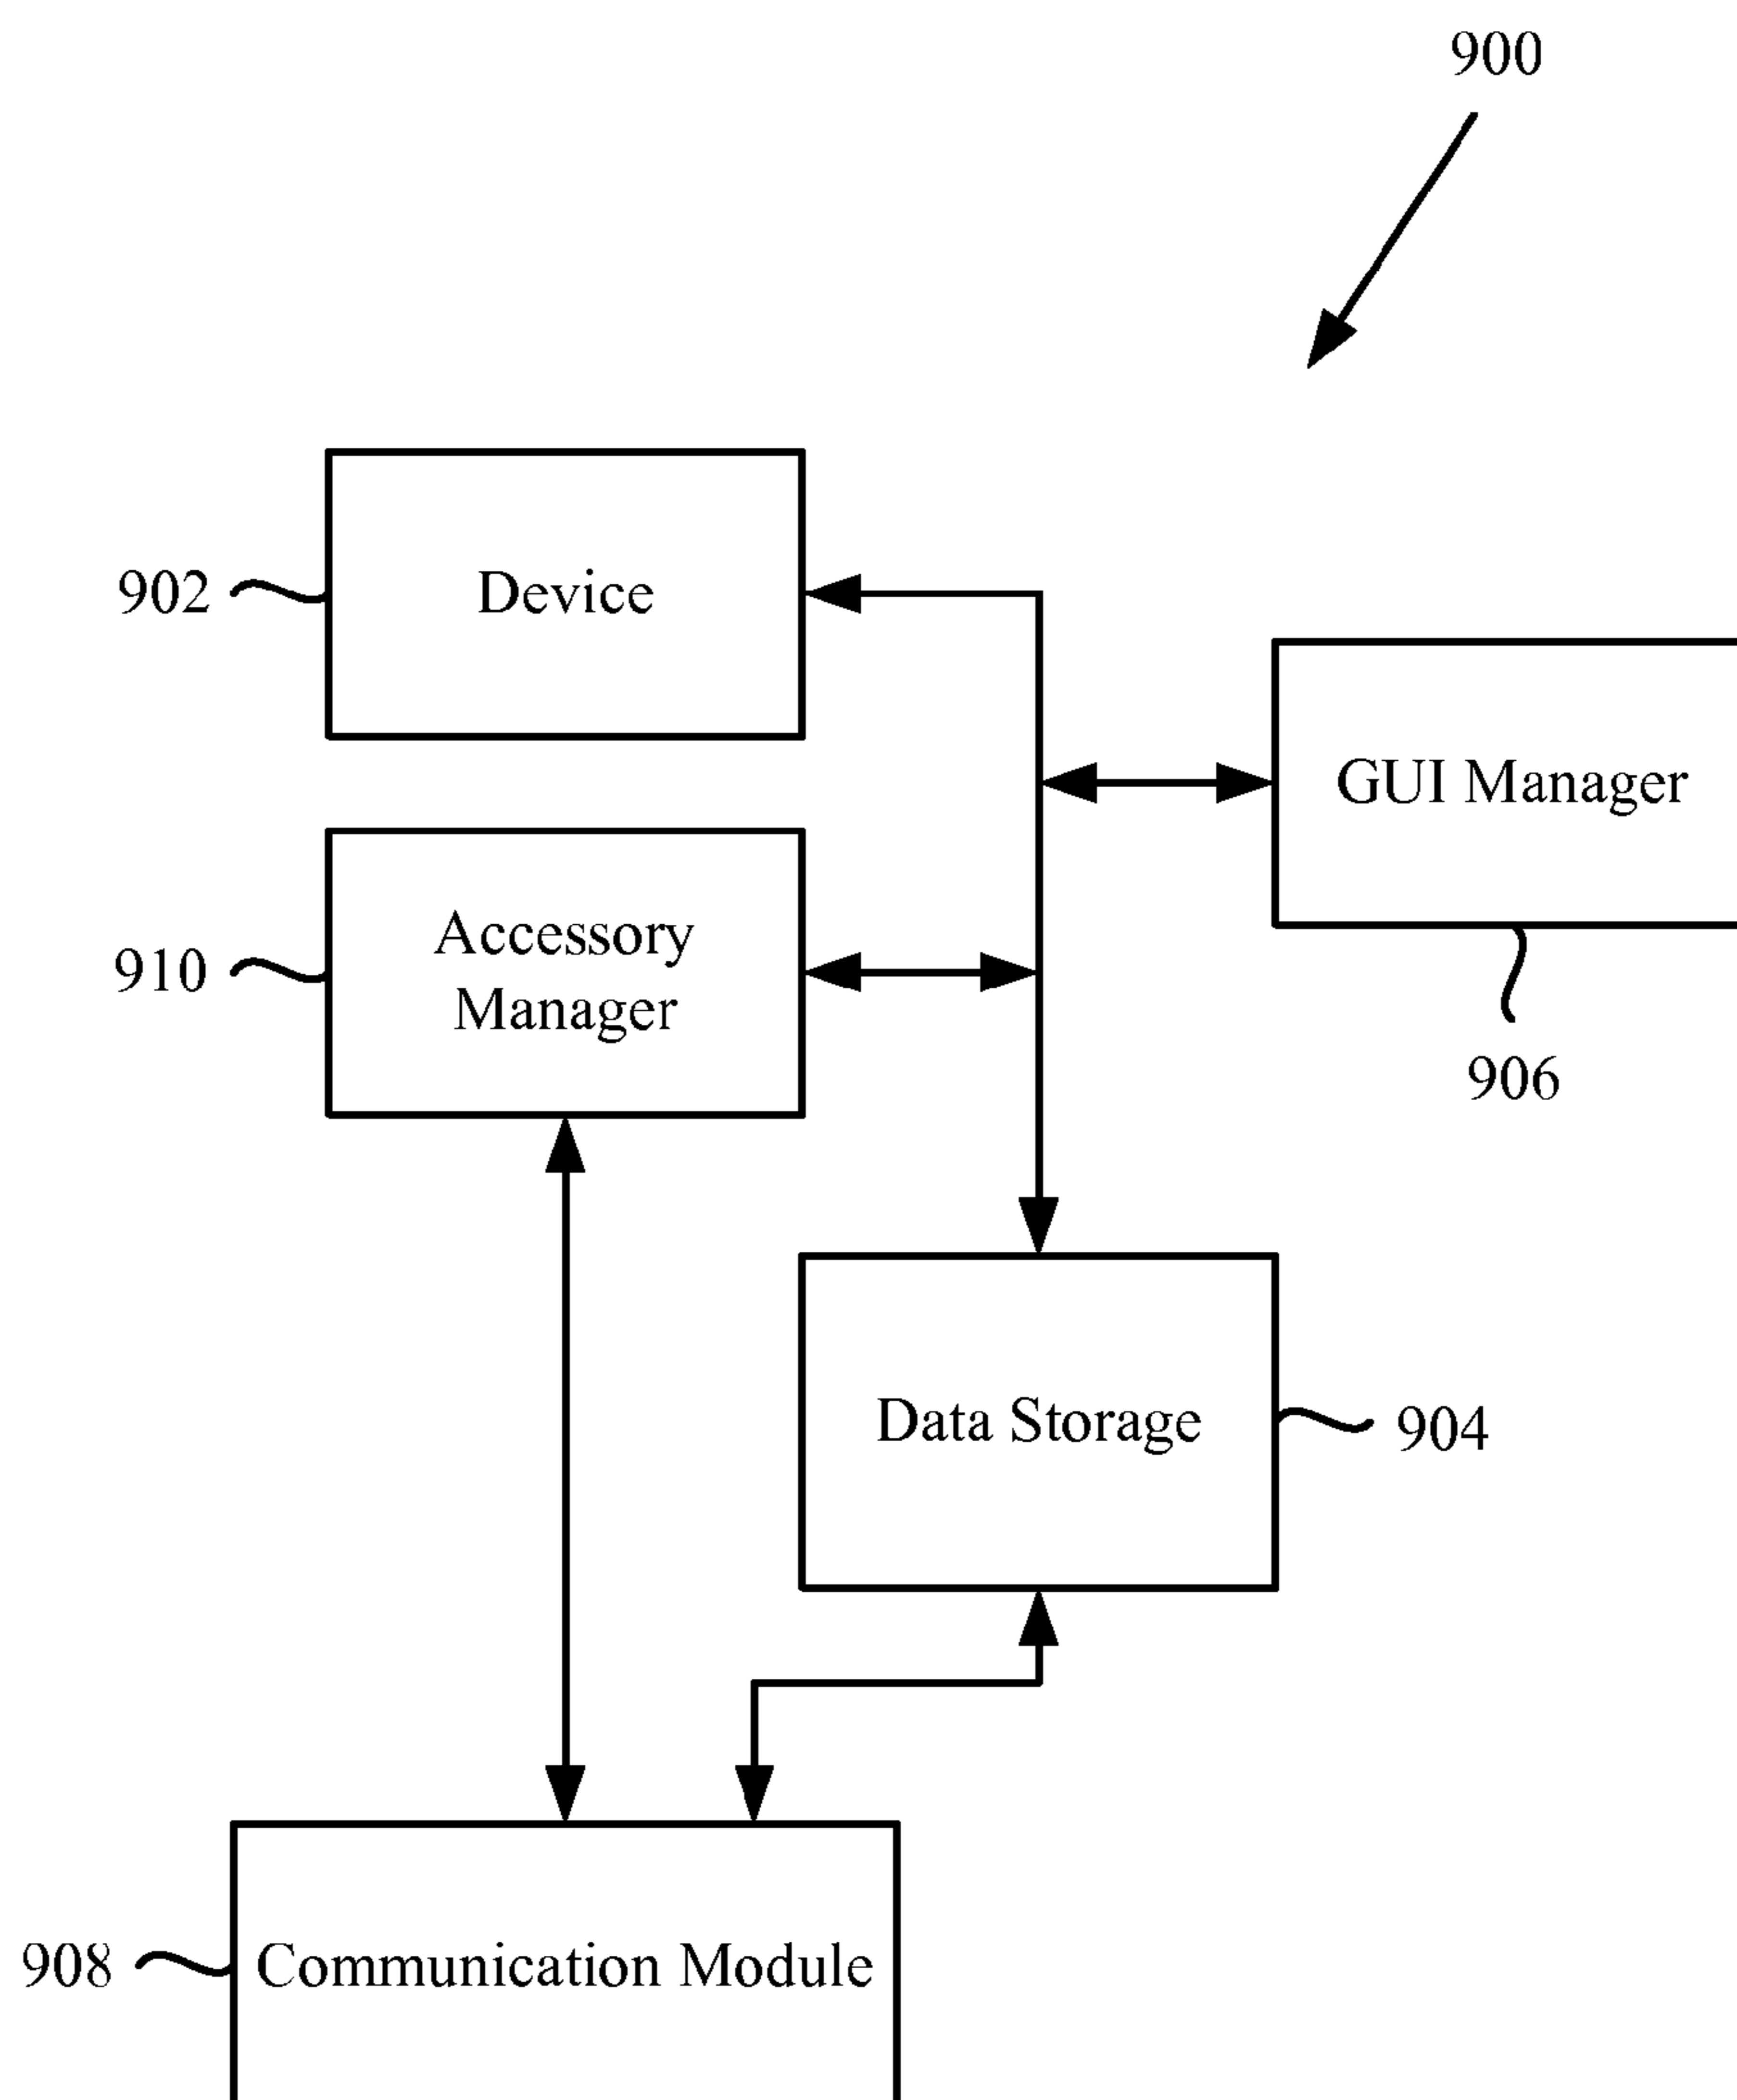 900
902
Device
GUI Manager
910
Accessory
Manager
906
Data Storage
904
908
Communication Module